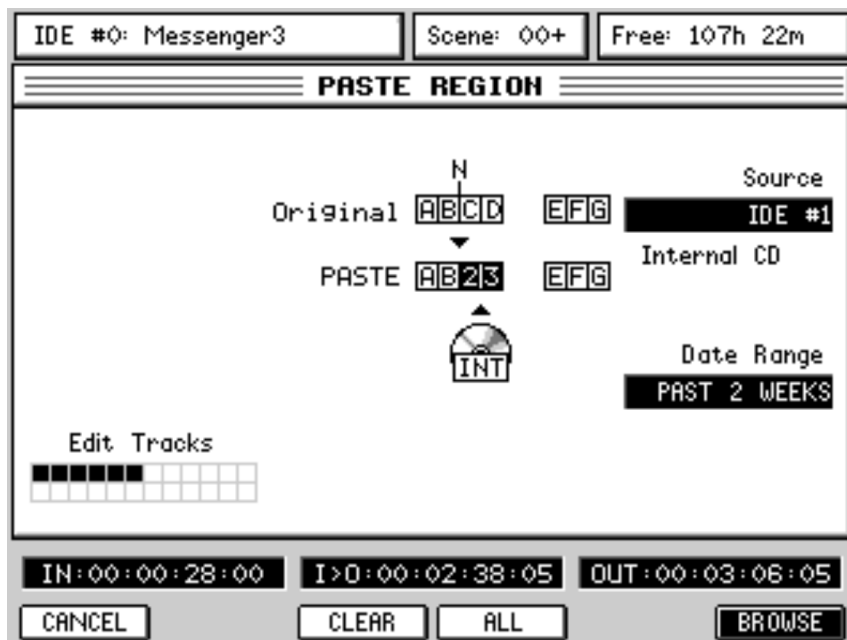 IDE #0: Messenger3 Scene: 00+ Free: 107h 22m
PASTE REGION
N
Original ABCD EFG
PASTE AB23 EFG
INT
Source
IDE #1
Internal CD
Date Range
PAST 2 WEEKS
Edit Tracks
IN:00:00:28:00 I>O:00:02:38:05 OUT:00:03:06:05
CANCEL CLEAR ALL BROWSE